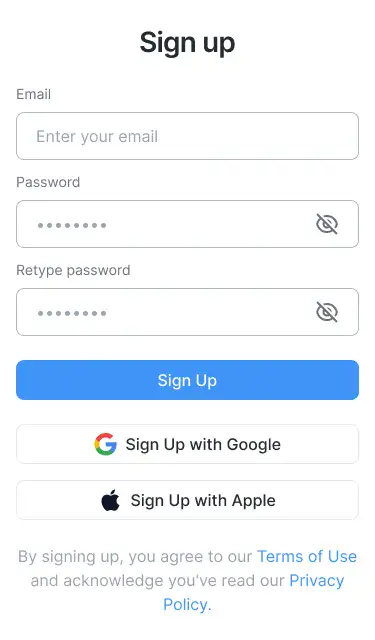 Sign up
Email
Enter your email
Password
••••••••
Retype password
••••••••
Sign Up
Sign Up with Google
Sign Up with Apple
By signing up, you agree to our Terms of Use
and acknowledge you’ve read our Privacy
Policy.